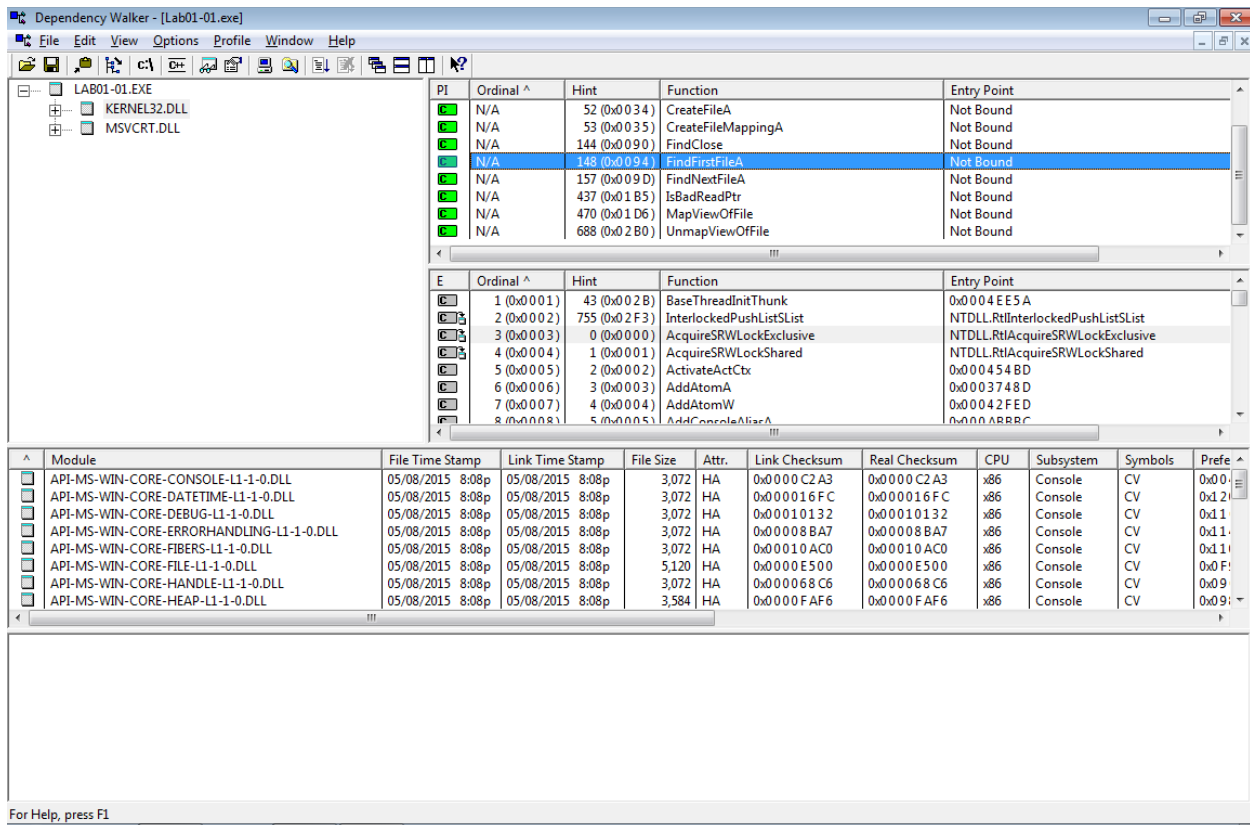 Dependency Walker - [Lab01-01.exe]
File Edit View Options Profile Window Help
LAB01-01.EXE
KERNEL32.DLL
MSVCRT.DLL
PI Ordinal ^ Hint Function Entry Point
C N/A 52 (0x0034) CreateFileA Not Bound
C N/A 53 (0x0035) CreateFileMappingA Not Bound
C N/A 144 (0x0090) FindClose Not Bound
C N/A 148 (0x0094) FindFirstFileA Not Bound
C N/A 157 (0x009D) FindNextFileA Not Bound
C N/A 437 (0x01B5) IsBadReadPtr Not Bound
C N/A 470 (0x01D6) MapViewOfFile Not Bound
C N/A 688 (0x02B0) UnmapViewOfFile Not Bound
E Ordinal ^ Hint Function Entry Point
C 1 (0x0001) 43 (0x002B) BaseThreadInitThunk 0x0004EE5A
C 2 (0x0002) 755 (0x02F3) InterlockedPushListSList NTDLL.RtlInterlockedPushListSList
C 3 (0x0003) 0 (0x0000) AcquireSRWLockExclusive NTDLL.RtlAcquireSRWLockExclusive
C 4 (0x0004) 1 (0x0001) AcquireSRWLockShared NTDLL.RtlAcquireSRWLockShared
C 5 (0x0005) 2 (0x0002) ActivateActCtx 0x000454BD
C 6 (0x0006) 3 (0x0003) AddAtomA 0x0003748D
C 7 (0x0007) 4 (0x0004) AddAtomW 0x00042FED
C 8 (0x0008) 5 (0x0005) AddConsoleAliasA 0x000ABBBC
^ Module File Time Stamp Link Time Stamp File Size Attr. Link Checksum Real Checksum CPU Subsystem Symbols Prefe
API-MS-WIN-CORE-CONSOLE-L1-1-0.DLL 05/08/2015 8:08p 05/08/2015 8:08p 3,072 HA 0x0000C2A3 0x0000C2A3 x86 Console CV 0x00
API-MS-WIN-CORE-DATETIME-L1-1-0.DLL 05/08/2015 8:08p 05/08/2015 8:08p 3,072 HA 0x000016FC 0x000016FC x86 Console CV 0x12
API-MS-WIN-CORE-DEBUG-L1-1-0.DLL 05/08/2015 8:08p 05/08/2015 8:08p 3,072 HA 0x00010132 0x00010132 x86 Console CV 0x11
API-MS-WIN-CORE-ERRORHANDLING-L1-1-0.DLL 05/08/2015 8:08p 05/08/2015 8:08p 3,072 HA 0x00008BA7 0x00008BA7 x86 Console CV 0x11
API-MS-WIN-CORE-FIBERS-L1-1-0.DLL 05/08/2015 8:08p 05/08/2015 8:08p 3,072 HA 0x00010AC0 0x00010AC0 x86 Console CV 0x11
API-MS-WIN-CORE-FILE-L1-1-0.DLL 05/08/2015 8:08p 05/08/2015 8:08p 5,120 HA 0x0000E500 0x0000E500 x86 Console CV 0x0F
API-MS-WIN-CORE-HANDLE-L1-1-0.DLL 05/08/2015 8:08p 05/08/2015 8:08p 3,072 HA 0x000068C6 0x000068C6 x86 Console CV 0x09
API-MS-WIN-CORE-HEAP-L1-1-0.DLL 05/08/2015 8:08p 05/08/2015 8:08p 3,584 HA 0x0000FAF6 0x0000FAF6 x86 Console CV 0x09
For Help, press F1